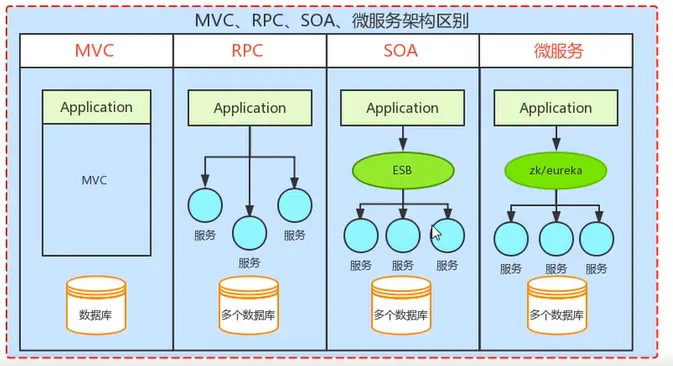 MVC、RPC、SOA、微服务架构区别
MVC RPC SOA 微服务
Application Application Application Application
MVC
ESB zk/eureka
服务 服务 服务
服务 服务 服务
服务 服务 服务
数据库 多个数据库 多个数据库 多个数据库